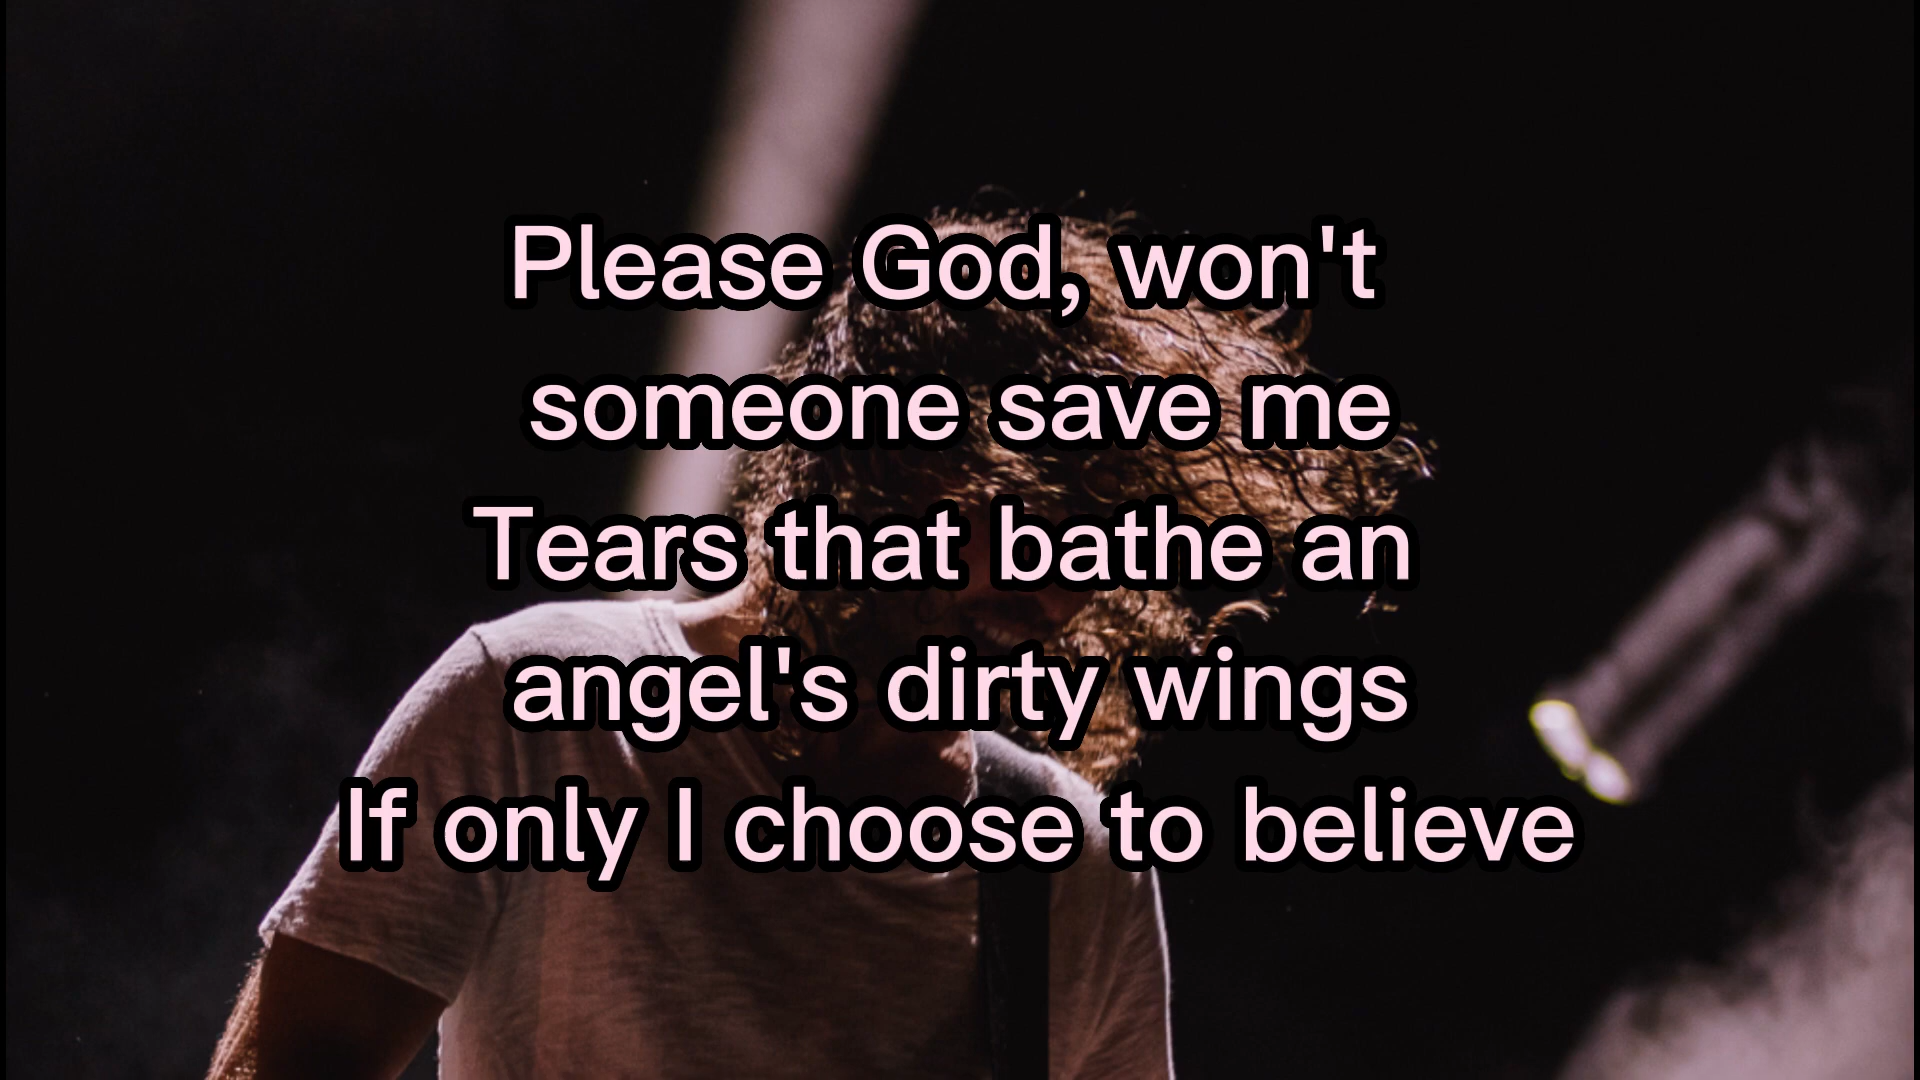 Please God, won't
someone save me
Tears that bathe an
angel's dirty wings
If only I choose to believe